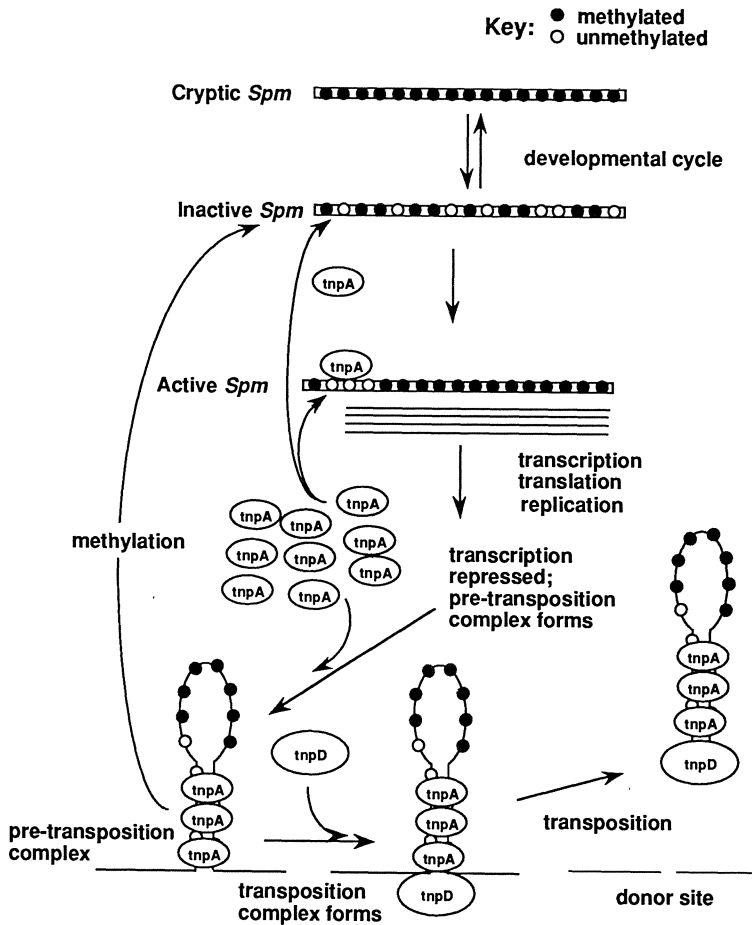 Key: ● methylated
○ unmethylated
Cryptic Spm
developmental cycle
Inactive Spm
tnpA
tnpA
Active Spm
transcription
translation
replication
tnpA
tnpA
tnpA
tnpA
tnpA
tnpA
tnpA
tnpA
tnpA
methylation
transcription
repressed;
pre-transposition
complex forms
tnpA
tnpA
tnpA
tnpD
tnpD
tnpA
tnpA
tnpA
tnpA
tnpA
tnpA
transposition
pre-transposition
complex
tnpD
transposition
complex forms
donor site